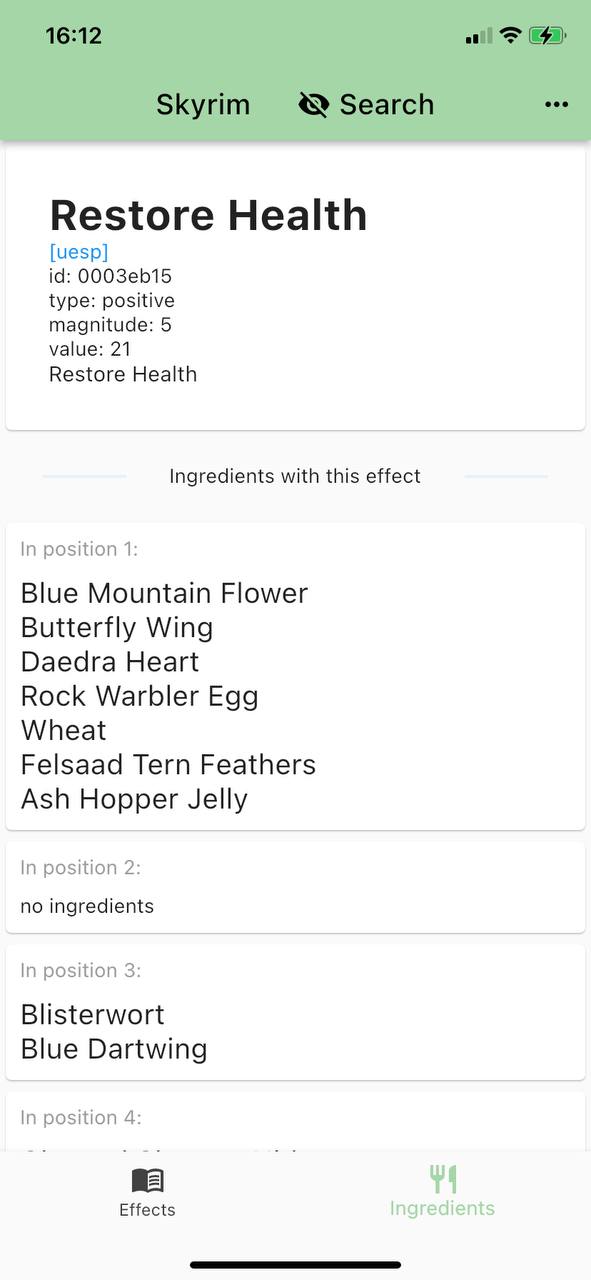 16:12
Skyrim Search
Restore Health
[uesp]
id: 0003eb15
type: positive
magnitude: 5
value: 21
Restore Health
Ingredients with this effect
In position 1:
Blue Mountain Flower
Butterfly Wing
Daedra Heart
Rock Warbler Egg
Wheat
Felsaad Tern Feathers
Ash Hopper Jelly
In position 2:
no ingredients
In position 3:
Blisterwort
Blue Dartwing
In position 4:
Effects
Ingredients